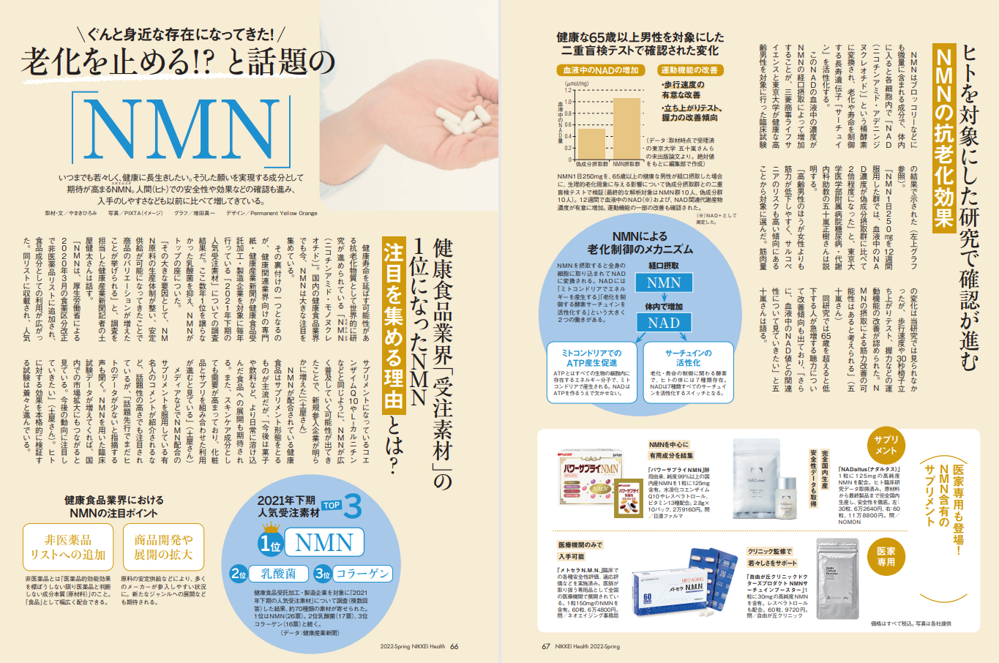 ぐんと身近な存在になってきた!
老化を止める!? と話題の
「NMN」
いつまでも若々しく、健康に長生きしたい。そうした願いを実現する成分として
期待が高まるNMN。人間(ヒト)での安全性や効果などの確認も進み、
入手のしやすさなども以前に比べて増してきている。
取材・文/やまきひろみ 写真/PIXTA(イメージ) グラフ/増田真一 デザイン/Permanent Yellow Orange
健康食品業界「受注素材」の
1位になったNMN
注目を集める理由とは?
健康寿命を延ばす可能性があ
る抗老化物質として世界的に研
究が進められている「NMN
(ニコチンアミド・モノヌクレ
オチド)」。国内の健康食品業界
でも今、NMNは大きな注目を
集めている。
その裏付けの一つとなるの
が、健康関連業界向けの専門
紙・健康産業新聞が健康食品受
託加工・製造企業を対象に毎年
行っている「2021年下期の
人気受注素材」についての調査
結果だ。ここ数年1位を譲らな
かった乳酸菌を抑え、NMNが
トップの座についた。
「その大きな要因として、NM
N原料の生産体制が整い、安定
供給が可能になってきたことで
商品のバリエーションが増えた
ことが挙げられる」と、調査を
担当した健康産業新聞記者の土
屋健太さんは話す。
「NMNは、厚生労働省による
2020年3月の食薬区分改正
で非医薬品リストに追加され、
食品成分としての利用が広がっ
た。同リストに収載され、人気
サプリメントになっているコエ
ンザイムQ10やL-カルニチン
などと同じように、NMNが広
く普及していく可能性が出てき
たことで、新規参入企業が明ら
かに増えた」(土屋さん)
NMNが配合されている健康
食品はサプリメント形態をとる
ものが主流だが、「今後は菓子
や飲料など、より日常に溶け込
んだ食品への展開も期待され
る。また、スキンケア成分とし
ても需要が高まっており、化粧
品とサプリを組み合わせた利用
が進むと見ている」(土屋さん)
メディアなどでNMN配合の
サプリメントを服用している有
名人のコメントが紹介されるな
ど、話題性の高さでも注目され
ているが、「話題先行でまだヒ
トのデータが少ないと指摘する
声も聞く。NMNを用いた臨床
試験データが増えてくれば、国
内での市場拡大にもつながると
見ている。今後の動向に注目し
ていきたい」(土屋さん)。ヒト
に対する効果を本格的に検証す
る試験は着々と進んでいる。
健康食品業界における
NMNの注目ポイント
非医薬品
リストへの追加
商品開発や
展開の拡大
非医薬品とは「医薬品的効能効果
を標ぼうしない限り医薬品と判断
しない成分本質(原材料)」のこと。
「食品」として幅広く配合できる。
原料の安定供給などにより、多く
のメーカーが参入しやすい状況
に。新たなジャンルへの展開など
も期待される。
2021年下期
人気受注素材
TOP 3
1位 NMN
2位 乳酸菌
3位 コラーゲン
健康食品受託加工・製造企業を対象に「2021
年下期の人気受注素材」について調査(複数回
答)した結果、約70種類の素材が寄せられた。
1位はNMN(26票)。2位乳酸菌(17票)、3位
コラーゲン(16票)と続く。
(データ:健康産業新聞)
2022-Spring NIKKEI Health 66
ヒトを対象にした研究で確認が進む
NMNの抗老化効果
NMNはブロッコリーなどに
も微量に含まれる成分で、体内
に入ると各細胞内で「NAD
(ニコチンアミド・アデニンジ
ヌクレオチド)」という補酵素
に変換され、老化や寿命を制御
する長寿遺伝子「サーチュイ
ン」を活性化する。
このNADの血液中の濃度が
NMNの経口摂取によって増加
することが、三菱商事ライフサ
イエンスと東京大学が健康な高
齢男性を対象に行った臨床試験
の結果で示された(左上グラフ
参照)。
「NMN1日250mgを12週間
服用した群では、血液中のNA
D濃度が偽成分摂取群に比べて
2倍程度になった」と、東京大
学医学部附属病院糖尿病・代謝
内科助教の五十嵐正樹さんは説
明する。
「高齢男性のほうが女性よりも
筋力が低下しやすく、サルコペ
ニアのリスクも高い傾向にある
ことから対象に選んだ。筋肉量
の変化は当研究では見られなか
ったが、歩行速度や30秒椅子立
ち上がりテスト、握力などの運
動機能の改善が認められた。N
MNの摂取による筋力改善の可
能性はあると考えられる」(五
十嵐さん)
同研究では65歳を超えると低
下する人が急増する聴力につい
て改善傾向も出ており、「さら
に、血液中のNAD値との関連
性について見ていきたい」と五
十嵐さんは語る。
健康な65歳以上男性を対象にした
二重盲検テストで確認された変化
血液中のNADの増加
(μmol/mg)
1.2
1.0
0.8
0.6
0.4
0.2
0
血液中のNAD量
偽成分摂取群 NMN摂取群
運動機能の改善
・歩行速度の
有意な改善
・立ち上がりテスト、
握力の改善傾向
(データ:取材時点で受理済
の東京大学 五十嵐さんら
の未出版論文より。絶対値
をもとに編集部で作成)
NMN1日250mgを、65歳以上の健康な男性が経口摂取した場合
に、生理的老化現象に与える影響について偽成分摂取群との二重
盲検テストで検証(最終的な解析対象はNMN群10人、偽成分群
10人)。12週間で血液中のNAD(※)および、NAD関連代謝産物
濃度が有意に増加。運動機能の一部の改善も確認された。
(※)NAD+として
測定した。
NMNによる
老化制御のメカニズム
NMNを摂取すると全身の
細胞に取り込まれてNAD
に変換される。NADには
「ミトコンドリアでエネル
ギーを産生する」「老化を制
御する酵素サーチュインを
活性化する」という大きく
2つの働きがある。
経口摂取
NMN
体内で増加
NAD
ミトコンドリアでの
ATP産生促進
ATPとはすべての生物の細胞内に
存在するエネルギー分子で、ミト
コンドリアで産生される。NADは
ATPを作るうえで欠かせない。
サーチュインの
活性化
老化・寿命の制御に関わる酵素
で、ヒトの体には7種類存在。
NADは7種類すべてのサーチュイ
ンを活性化するスイッチとなる。
医家専用も登場!
NMN含有の
サプリメント
サプリ
メント
完全国内生産
安全性データも取得
「NADaltus(ナダルタス)」
1粒に125mgの高純度
NMNを配合。ヒト臨床研
究データ取得済み。原材料
から最終製品まで完全国内
生産し、安全性を徹底。左:
30粒、6万2640円、右:60
粒、11万8800円。問/
NOMON
NADaltus
NMNを中心に
有用成分を結集
「パワーサプライNMN」酵
母由来、純度99%以上の国
内産NMNを1粒に125mg
含有。水溶化コエンザイム
Q10やレスベラトロール、
ビタミン13種配合。2.8g×
10パック、2万9160円。問
/日清ファルマ
パワーサプライNMN
NMN
パワーサプライ
NMN
医家
専用
クリニック監修で
若々しさをサポート
「自由が丘クリニックドク
ターズプロダクト NMNサ
ーチュインブースター」1
粒に30mgの高純度NMN
を含有。レスベラトロール
も配合。60粒、9720円。
問/自由が丘クリニック
医療機関のみで
入手可能
「メトセラN.M.N.」臨床で
の各種安全性評価、適応評
価などを実施済み。医師が
取り扱う専用品として全国
の医療機関で展開されてい
る。1粒150mgのNMNを
含有。60粒、6万4800円。
問/ネオエイジング事務局
NEO AGING
メトセラ N.M.N.
60
価格はすべて税込。写真は各社提供
67 NIKKEI Health 2022-Spring